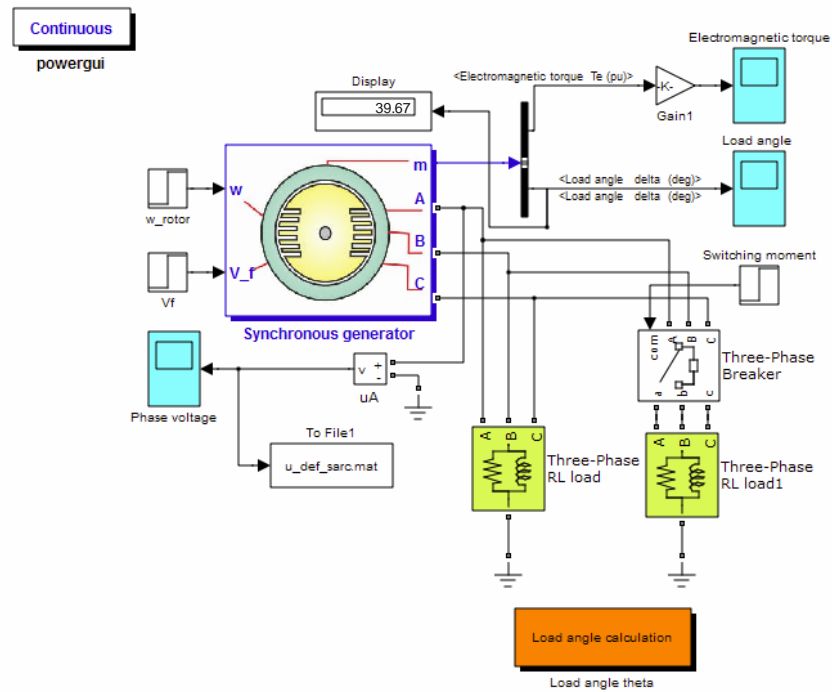 Continuous
powergui
Electromagnetic torque
Display
39.67
<Electromagnetic torque Te (pu)>
-K-
Gain1
Load angle
<Load angle delta (deg)>
<Load angle delta (deg)>
w_rotor
w
m
A
B
C
V_f
Vf
Synchronous generator
Switching moment
com
A
B
C
a
b
c
Three-Phase
Breaker
v
+
-
uA
Phase voltage
To File1
u_def_sarc.mat
A
B
C
Three-Phase
RL load
A
B
C
Three-Phase
RL load1
Load angle calculation
Load angle theta